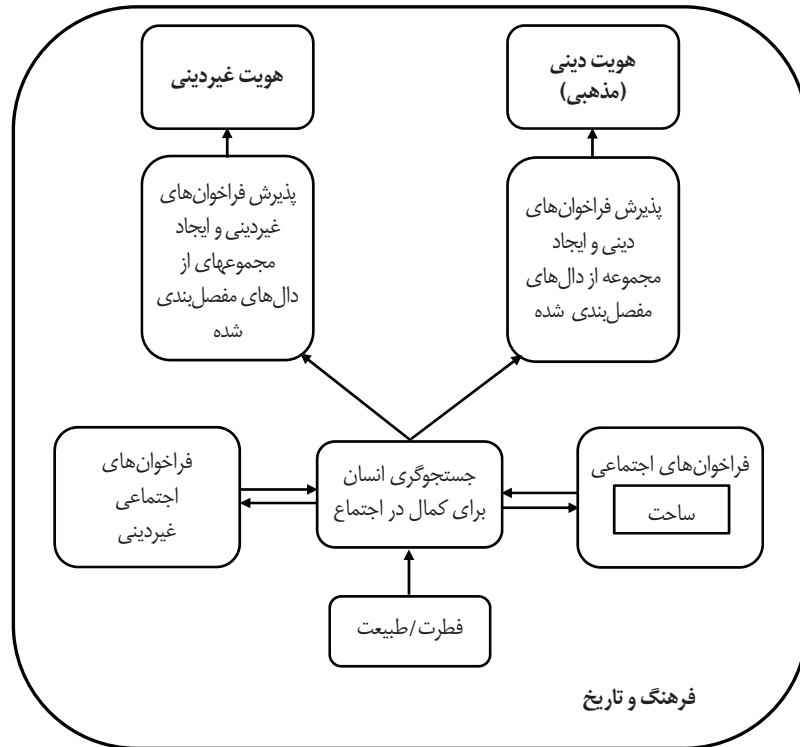 هویت دینی
(مذهبی)
هویت غیردینی
پذیرش فراخوان‌های
دینی و ایجاد
مجموعه از دال‌های
مفصل‌بندی شده
پذیرش فراخوان‌های
غیردینی و ایجاد
مجموعهای از
دال‌های مفصل‌بندی
شده
فراخوان‌های اجتماعی
ساحت
جستجوگری انسان
برای کمال در اجتماع
فراخوان‌های
اجتماعی
غیردینی
فطرت/طبیعت
فرهنگ و تاریخ